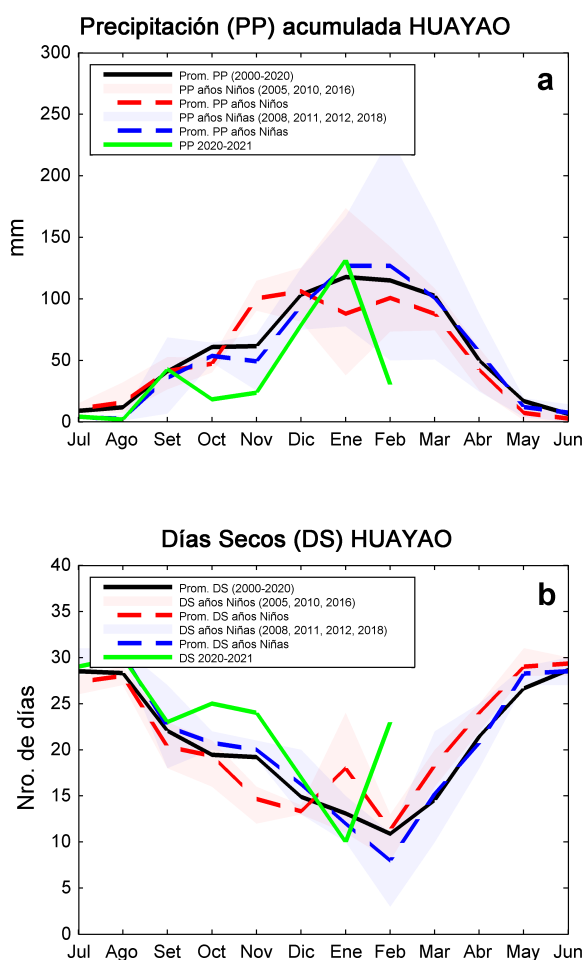 Precipitación (PP) acumulada HUAYAO
300
250
200
150
100
50
0
mm
Prom. PP (2000-2020)
PP años Niños (2005, 2010, 2016)
Prom. PP años Niños
PP años Niñas (2008, 2011, 2012, 2018)
Prom. PP años Niñas
PP 2020-2021
a
Jul Ago Set Oct Nov Dic Ene Feb Mar Abr May Jun
Días Secos (DS) HUAYAO
40
35
30
25
20
15
10
5
0
Nro. de días
Prom. DS (2000-2020)
DS años Niños (2005, 2010, 2016)
Prom. DS años Niños
DS años Niñas (2008, 2011, 2012, 2018)
Prom. DS años Niñas
DS 2020-2021
b
Jul Ago Set Oct Nov Dic Ene Feb Mar Abr May Jun